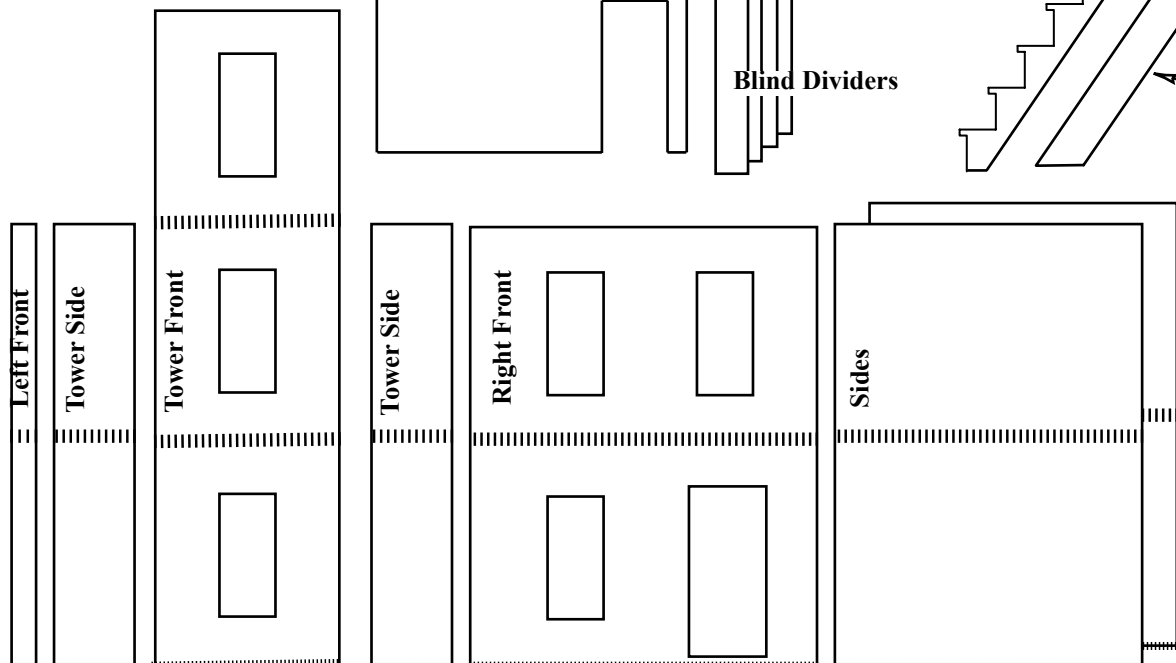 Blind Dividers
Left Front
Tower Side
Tower Front
Tower Side
Right Front
Sides